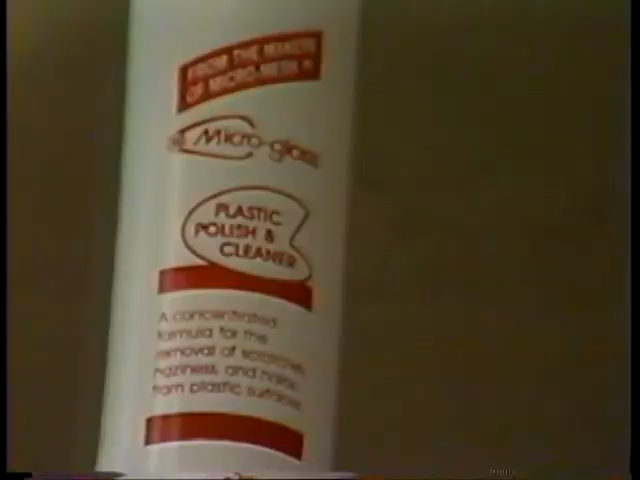 FROM THE MAKERS
OF MICRO-MESH ®
Micro-gloss
PLASTIC
POLISH &
CLEANER
A concentrated
formula for the
removal of scratches,
haziness, and
from plastic surfaces